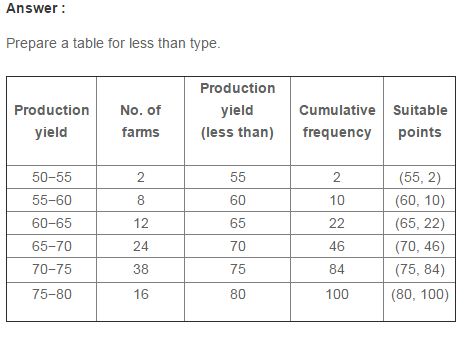 Answer :
Prepare a table for less than type.
Production yield | No. of farms | Production yield (less than) | Cumulative frequency | Suitable points
50–55 | 2 | 55 | 2 | (55, 2)
55–60 | 8 | 60 | 10 | (60, 10)
60–65 | 12 | 65 | 22 | (65, 22)
65–70 | 24 | 70 | 46 | (70, 46)
70–75 | 38 | 75 | 84 | (75, 84)
75–80 | 16 | 80 | 100 | (80, 100)